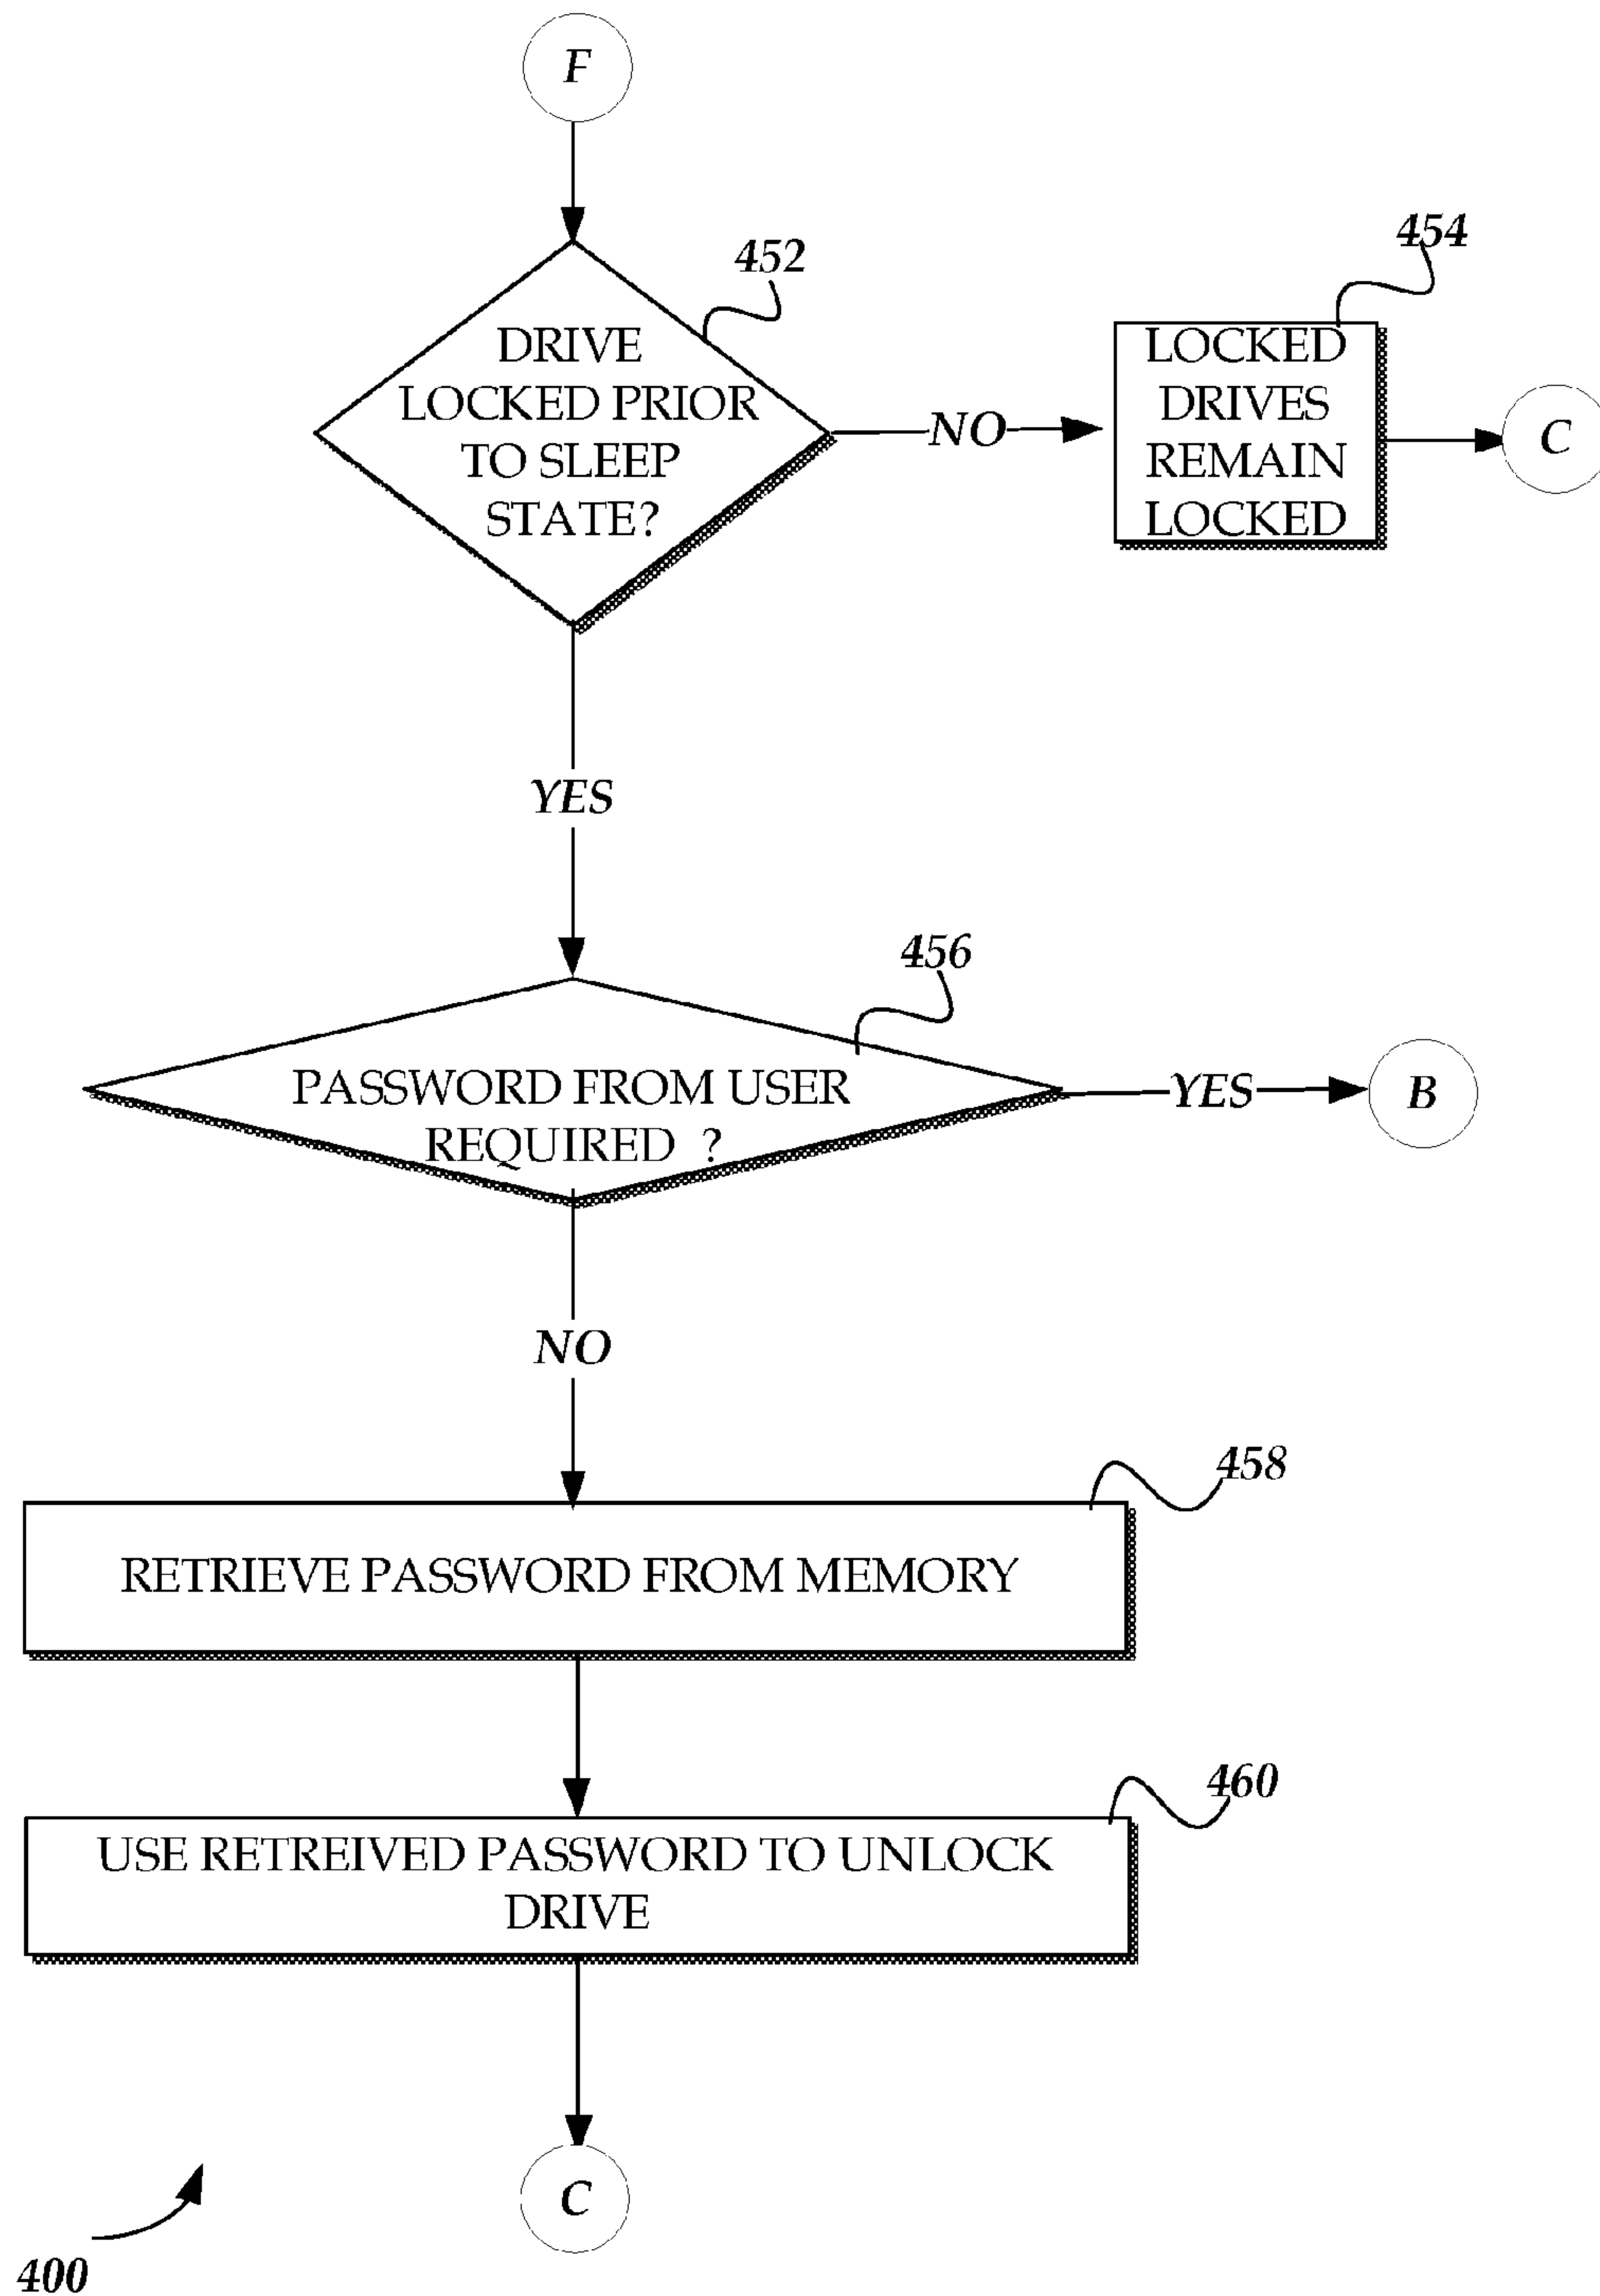 F
452
DRIVE
LOCKED PRIOR
TO SLEEP
STATE?
NO
454
LOCKED
DRIVES
REMAIN
LOCKED
C
YES
456
PASSWORD FROM USER
REQUIRED ?
YES
B
NO
458
RETRIEVE PASSWORD FROM MEMORY
460
USE RETREIVED PASSWORD TO UNLOCK
DRIVE
C
400